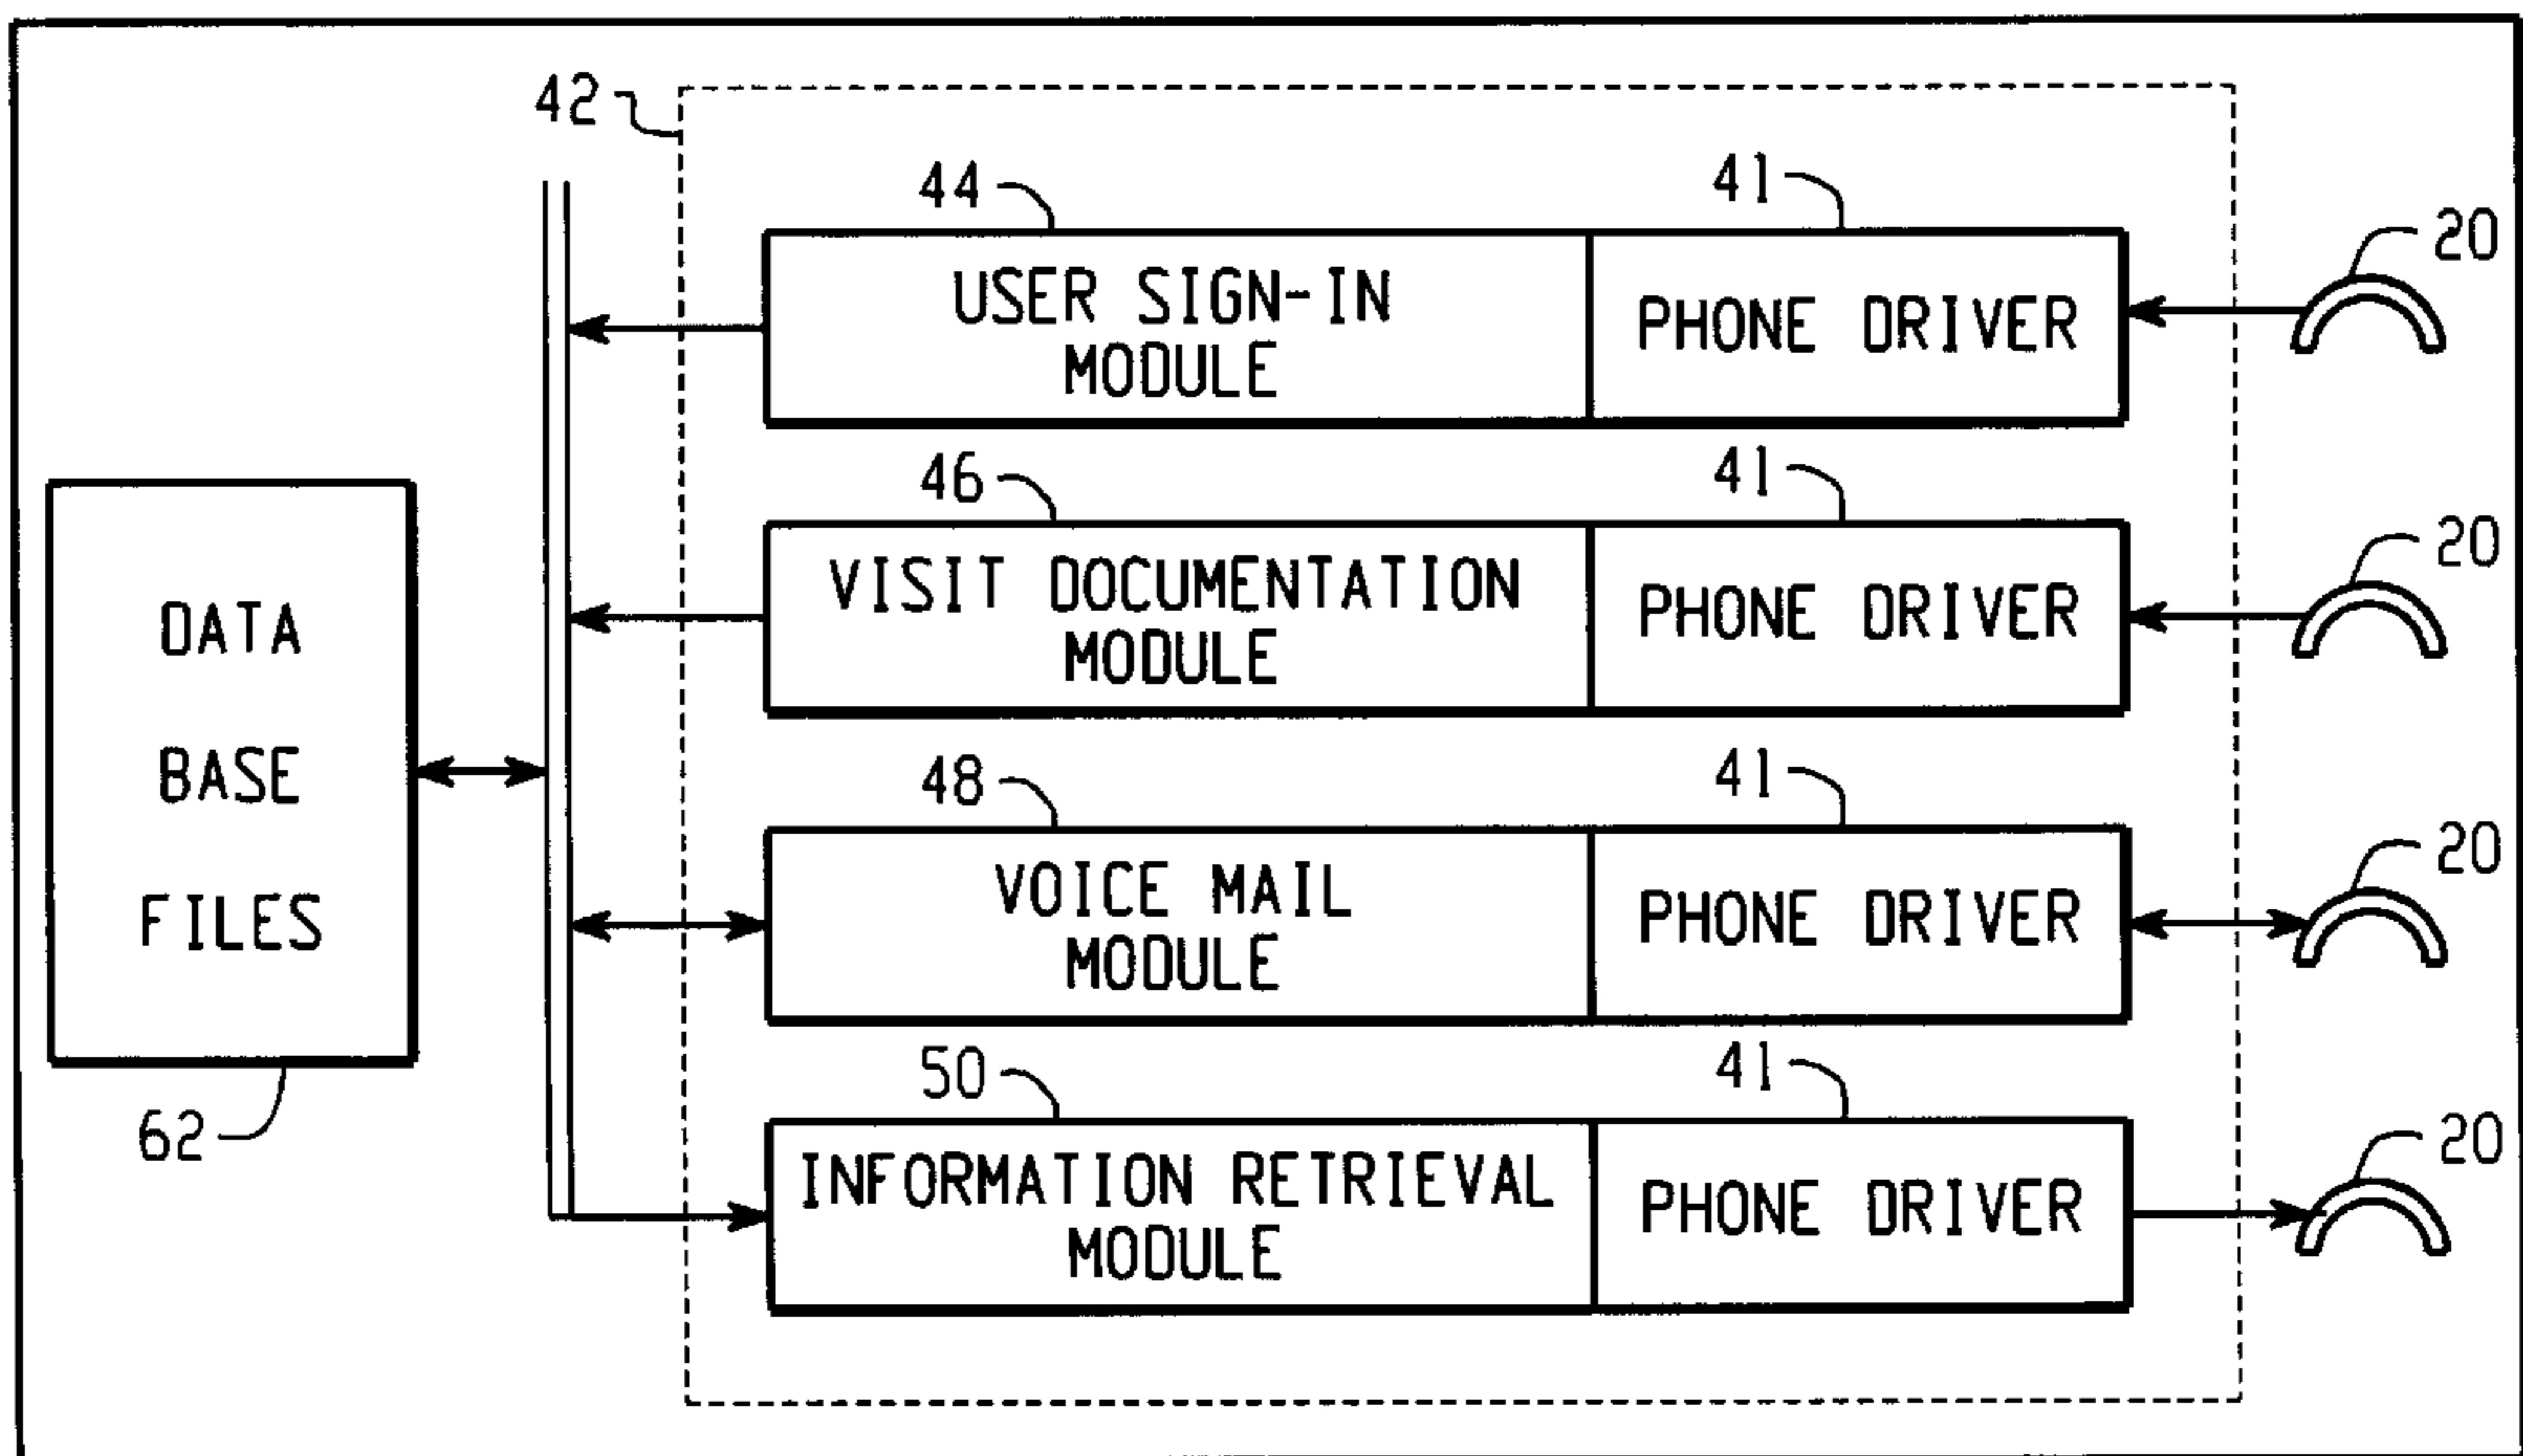 42
44
41
20
USER SIGN-IN
MODULE
PHONE DRIVER
46
41
20
VISIT DOCUMENTATION
MODULE
PHONE DRIVER
DATA
BASE
FILES
62
48
41
20
VOICE MAIL
MODULE
PHONE DRIVER
50
41
20
INFORMATION RETRIEVAL
MODULE
PHONE DRIVER